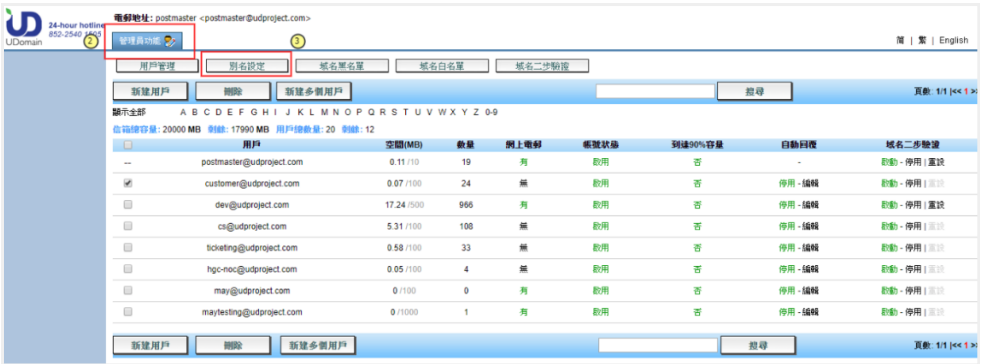 電郵地址: postmaster <postmaster@udproject.com>
UD
UDomain
24-hour hotline
852-2540
2
管理員功能
3
简 | 繁 | English
用戶管理 別名設定 域名黑名單 域名白名單 域名二步驗證
新建用戶 刪除 新建多個用戶 搜尋 頁數: 1/1 |<< 1 >
顯示全部 A B C D E F G H I J K L M N O P Q R S T U V W X Y Z 0-9
信箱總容量: 20000 MB 剩餘: 17990 MB 用戶總數量: 20 剩餘: 12
用戶 空間(MB) 數量 網上電郵 帳號狀態 到達90%容量 自動回覆 域名二步驗證
-- postmaster@udproject.com 0.11 /10 19 有 啟用 否 - 啟動 - 停用 | 重設
customer@udproject.com 0.07 /100 24 無 啟用 否 停用 - 編輯 啟動 - 停用 | 重設
dev@udproject.com 17.24 /500 966 有 啟用 否 停用 - 編輯 啟動 - 停用 | 重設
cs@udproject.com 5.31 /100 108 無 啟用 否 停用 - 編輯 啟動 - 停用 | 重設
ticketing@udproject.com 0.58 /100 33 無 啟用 否 停用 - 編輯 啟動 - 停用 | 重設
hgc-noc@udproject.com 0.05 /100 4 無 啟用 否 停用 - 編輯 啟動 - 停用 | 重設
may@udproject.com 0 /100 0 有 啟用 否 停用 - 編輯 啟動 - 停用 | 重設
maytesting@udproject.com 0 /1000 1 有 啟用 否 停用 - 編輯 啟動 - 停用 | 重設
新建用戶 刪除 新建多個用戶 搜尋 頁數: 1/1 |<< 1 >